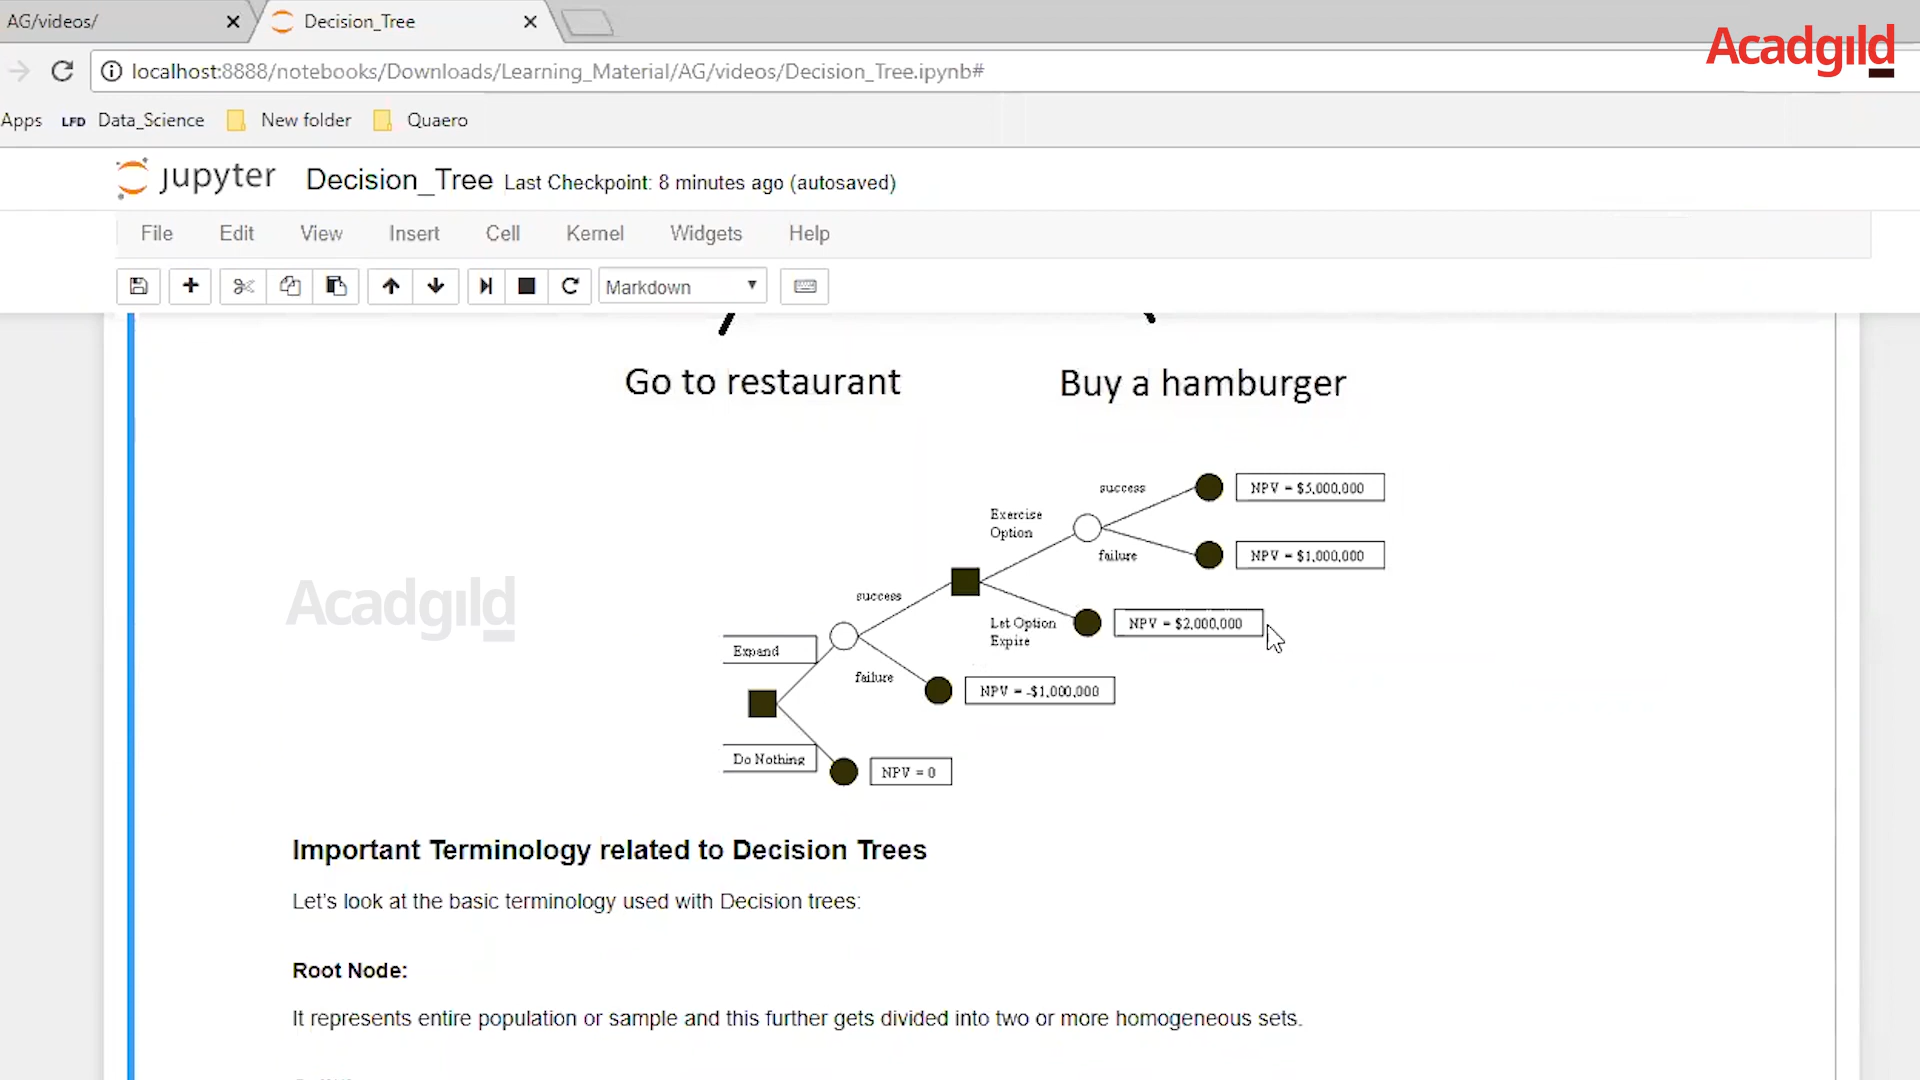 AG/videos/
Decision_Tree
Acadgild
localhost:8888/notebooks/Downloads/Learning_Material/AG/videos/Decision_Tree.ipynb#
Apps LFD Data_Science New folder Quaero
jupyter Decision_Tree Last Checkpoint: 8 minutes ago (autosaved)
File Edit View Insert Cell Kernel Widgets Help
Markdown
Go to restaurant Buy a hamburger
success
NPV = $5,000,000
Exercise
Option
failure
NPV = $1,000,000
Acadgild
success
Let Option
Expire
NPV = $2,000,000
Expand
failure
NPV = -$1,000,000
Do Nothing
NPV = 0
Important Terminology related to Decision Trees
Let's look at the basic terminology used with Decision trees:
Root Node:
It represents entire population or sample and this further gets divided into two or more homogeneous sets.